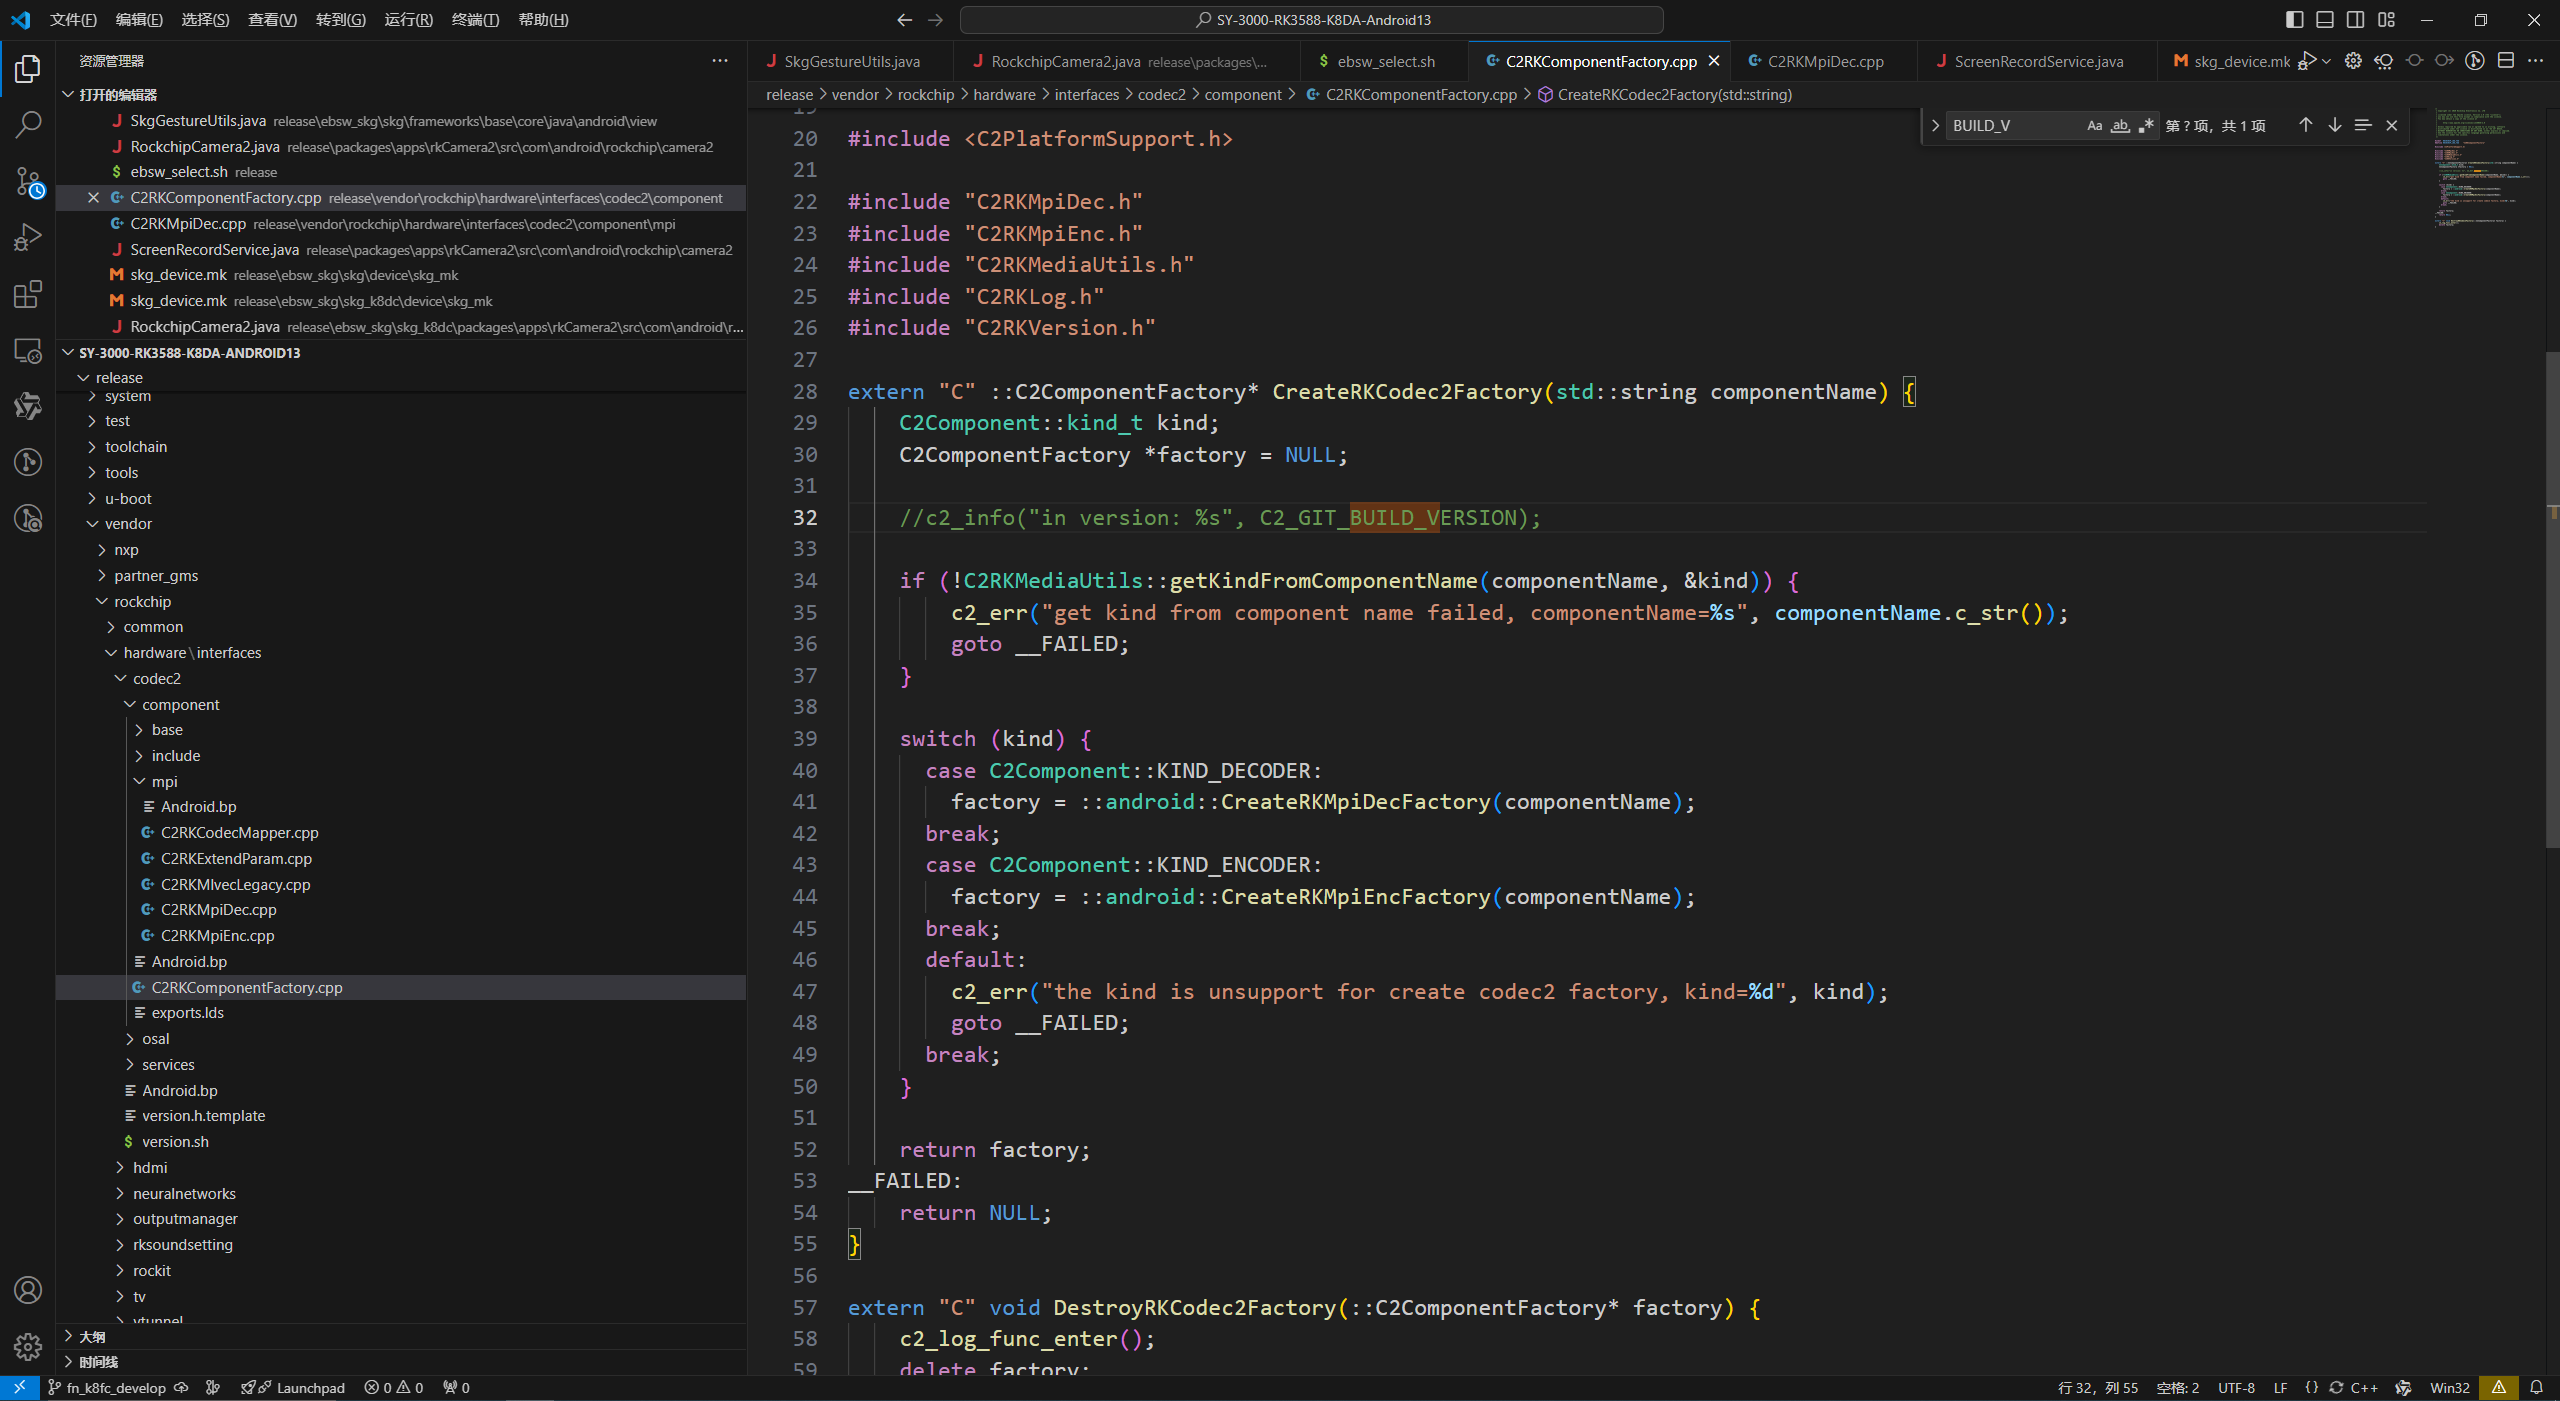 文件(F) 编辑(E) 选择(S) 查看(V) 转到(G) 运行(R) 终端(T) 帮助(H)
SY-3000-RK3588-K8DA-Android13
资源管理器
打开的编辑器
SkgGestureUtils.java release\ebsw_skg\skg\frameworks\base\core\java\android\view
RockchipCamera2.java release\packages\apps\rkCamera2\src\com\android\rockchip\camera2
ebsw_select.sh release
C2RKComponentFactory.cpp release\vendor\rockchip\hardware\interfaces\codec2\component
C2RKMpiDec.cpp release\vendor\rockchip\hardware\interfaces\codec2\component\mpi
ScreenRecordService.java release\packages\apps\rkCamera2\src\com\android\rockchip\camera2
skg_device.mk release\ebsw_skg\skg\device\skg_mk
skg_device.mk release\ebsw_skg\skg_k8dc\device\skg_mk
RockchipCamera2.java release\ebsw_skg\skg_k8dc\packages\apps\rkCamera2\src\com\android\r...
SY-3000-RK3588-K8DA-ANDROID13
release
system
test
toolchain
tools
u-boot
vendor
nxp
partner_gms
rockchip
common
hardware\interfaces
codec2
component
base
include
mpi
Android.bp
C2RKCodecMapper.cpp
C2RKExtendParam.cpp
C2RKMlvecLegacy.cpp
C2RKMpiDec.cpp
C2RKMpiEnc.cpp
Android.bp
C2RKComponentFactory.cpp
exports.lds
osal
services
Android.bp
version.h.template
version.sh
hdmi
neuralnetworks
outputmanager
rksoundsetting
rockit
tv
vtunnel
大纲
时间线
SkgGestureUtils.java RockchipCamera2.java release\packages\... ebsw_select.sh C2RKComponentFactory.cpp C2RKMpiDec.cpp ScreenRecordService.java skg_device.mk
release > vendor > rockchip > hardware > interfaces > codec2 > component > C2RKComponentFactory.cpp > CreateRKCodec2Factory(std::string)
BUILD_V Aa ab 第 ? 项，共 1 项
19
20 #include <C2PlatformSupport.h>
21
22 #include "C2RKMpiDec.h"
23 #include "C2RKMpiEnc.h"
24 #include "C2RKMediaUtils.h"
25 #include "C2RKLog.h"
26 #include "C2RKVersion.h"
27
28 extern "C" ::C2ComponentFactory* CreateRKCodec2Factory(std::string componentName) {
29 C2Component::kind_t kind;
30 C2ComponentFactory *factory = NULL;
31
32 //c2_info("in version: %s", C2_GIT_BUILD_VERSION);
33
34 if (!C2RKMediaUtils::getKindFromComponentName(componentName, &kind)) {
35 c2_err("get kind from component name failed, componentName=%s", componentName.c_str());
36 goto __FAILED;
37 }
38
39 switch (kind) {
40 case C2Component::KIND_DECODER:
41 factory = ::android::CreateRKMpiDecFactory(componentName);
42 break;
43 case C2Component::KIND_ENCODER:
44 factory = ::android::CreateRKMpiEncFactory(componentName);
45 break;
46 default:
47 c2_err("the kind is unsupport for create codec2 factory, kind=%d", kind);
48 goto __FAILED;
49 break;
50 }
51
52 return factory;
53 __FAILED:
54 return NULL;
55 }
56
57 extern "C" void DestroyRKCodec2Factory(::C2ComponentFactory* factory) {
58 c2_log_func_enter();
59 delete factory;
fn_k8fc_develop Launchpad 0 0 0 行 32，列 55 空格: 2 UTF-8 LF {} C++ Win32